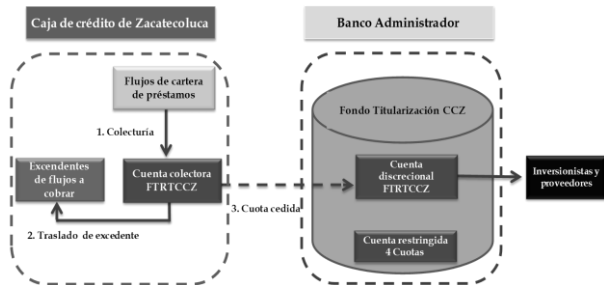 Caja de crédito de Zacatecoluca
Banco Administrador
Flujos de cartera
de préstamos
1. Colecturía
Excendentes
de flujos a
cobrar
Cuenta colectora
FTRTCCZ
2. Traslado de excedente
3. Cuota cedida
Fondo Titularización CCZ
Cuenta
discrecional
FTRTCCZ
Cuenta restringida
4 Cuotas
Inversionistas y
proveedores